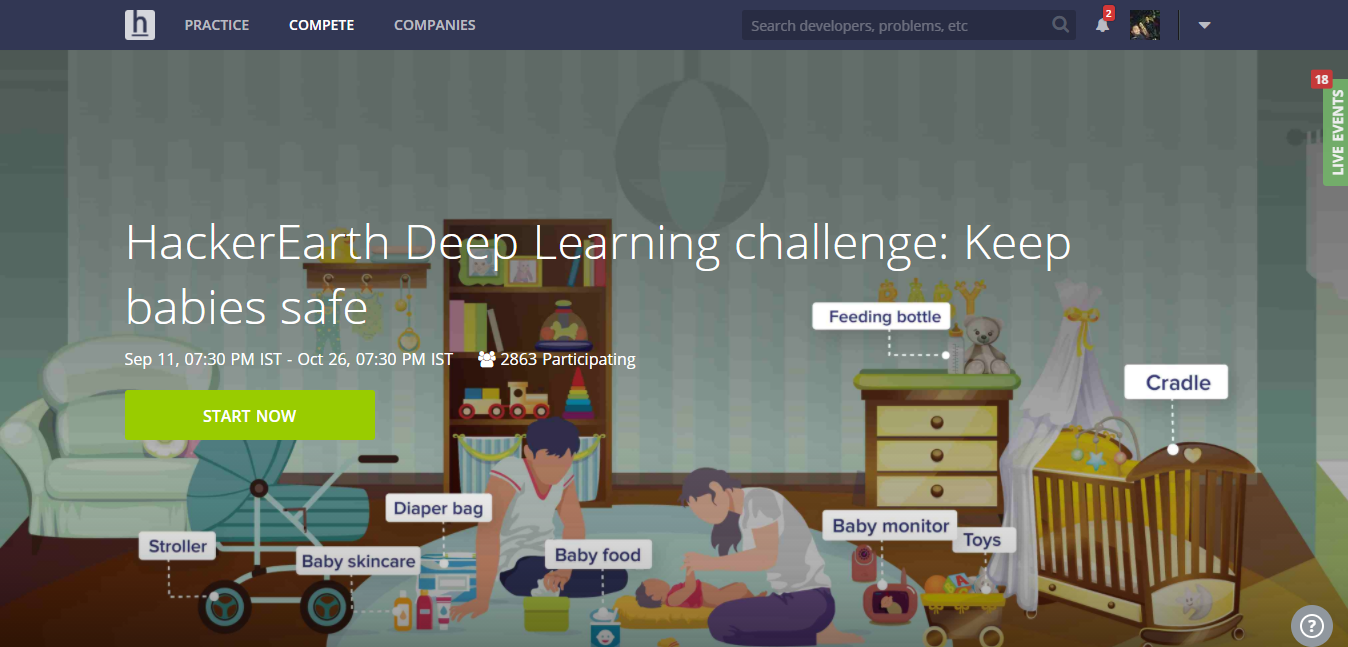 h PRACTICE COMPETE COMPANIES Search developers, problems, etc 2
18
LIVE EVENTS
HackerEarth Deep Learning challenge: Keep
babies safe
BABY
Feeding bottle
Sep 11, 07:30 PM IST - Oct 26, 07:30 PM IST 2863 Participating
Cradle
START NOW
Diaper bag
Baby monitor
Stroller
Baby skincare
Baby food
Toys
A
?